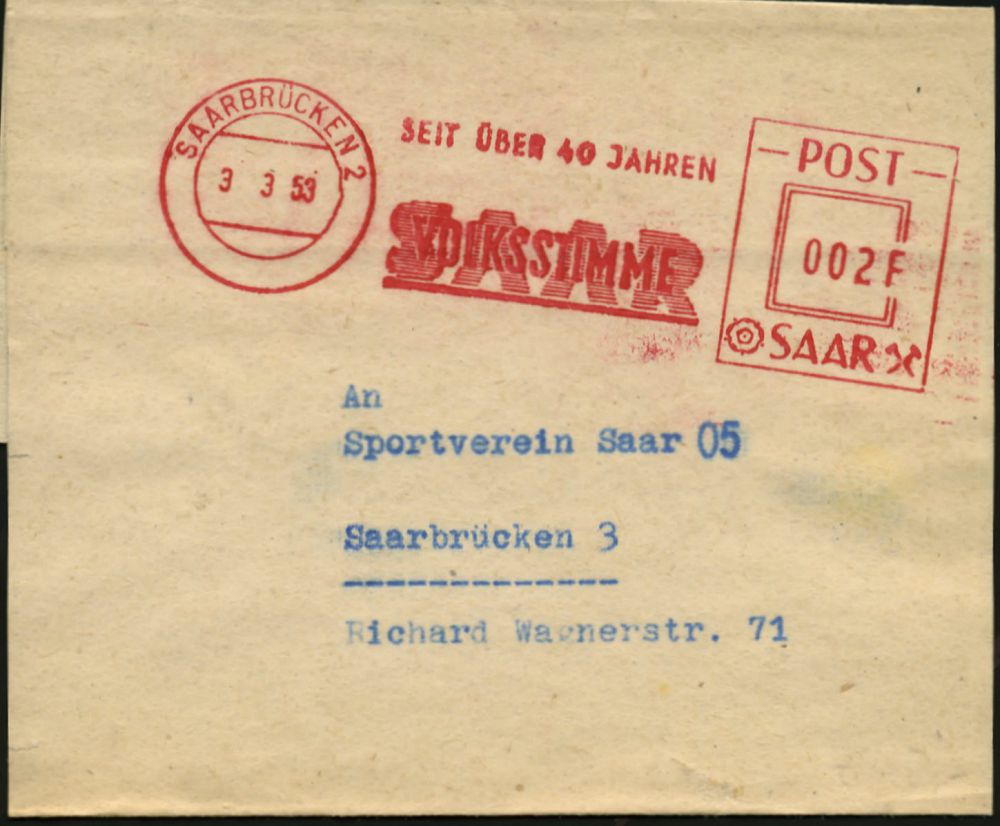 SAARBRÜCKEN 2
3 3 53
SEIT ÜBER 40 JAHREN
SAAR
VOLKSSTIMME
POST
002F
SAAR
An
Sportverein Saar 05
Saarbrücken 3
-------------
Richard Wagnerstr. 71